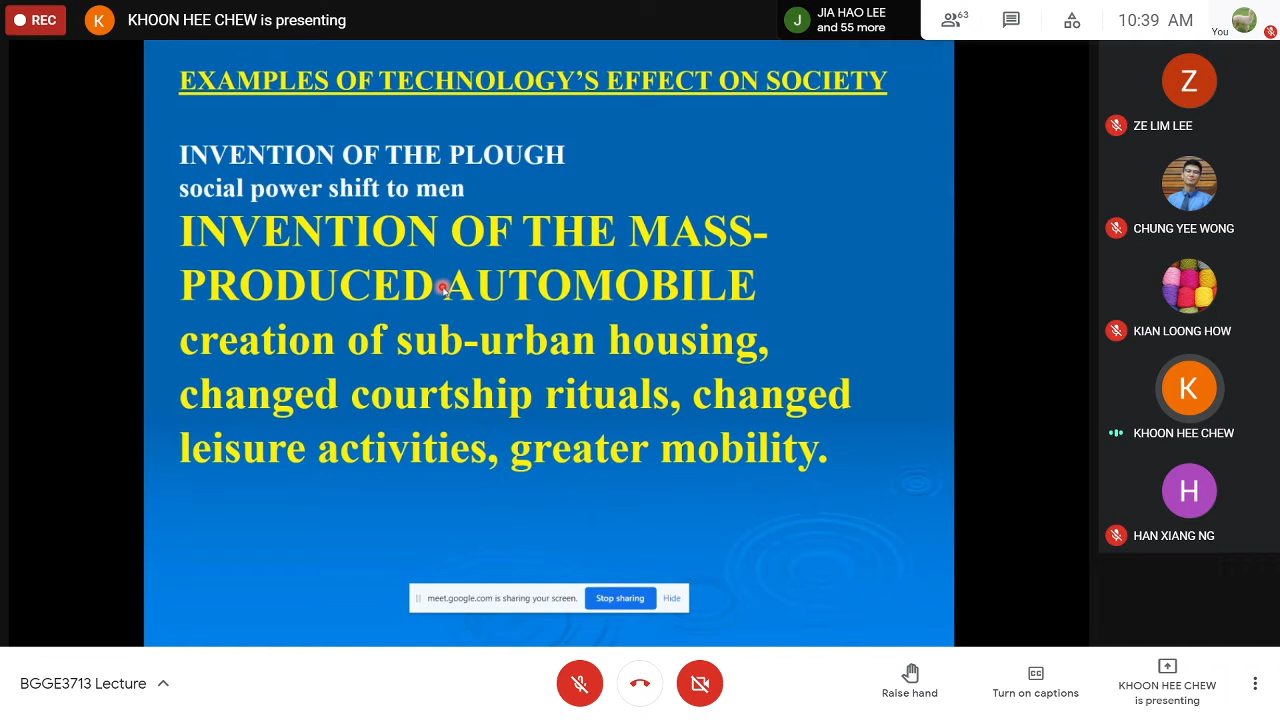 REC
K
KHOON HEE CHEW is presenting
J
JIA HAO LEE
and 55 more
63
10:39 AM
You
EXAMPLES OF TECHNOLOGY’S EFFECT ON SOCIETY
INVENTION OF THE PLOUGH
social power shift to men
INVENTION OF THE MASS-
PRODUCED AUTOMOBILE
creation of sub-urban housing,
changed courtship rituals, changed
leisure activities, greater mobility.
meet.google.com is sharing your screen.
Stop sharing
Hide
Z
ZE LIM LEE
CHUNG YEE WONG
KIAN LOONG HOW
K
KHOON HEE CHEW
H
HAN XIANG NG
BGGE3713 Lecture
Raise hand
CC
Turn on captions
KHOON HEE CHEW
is presenting